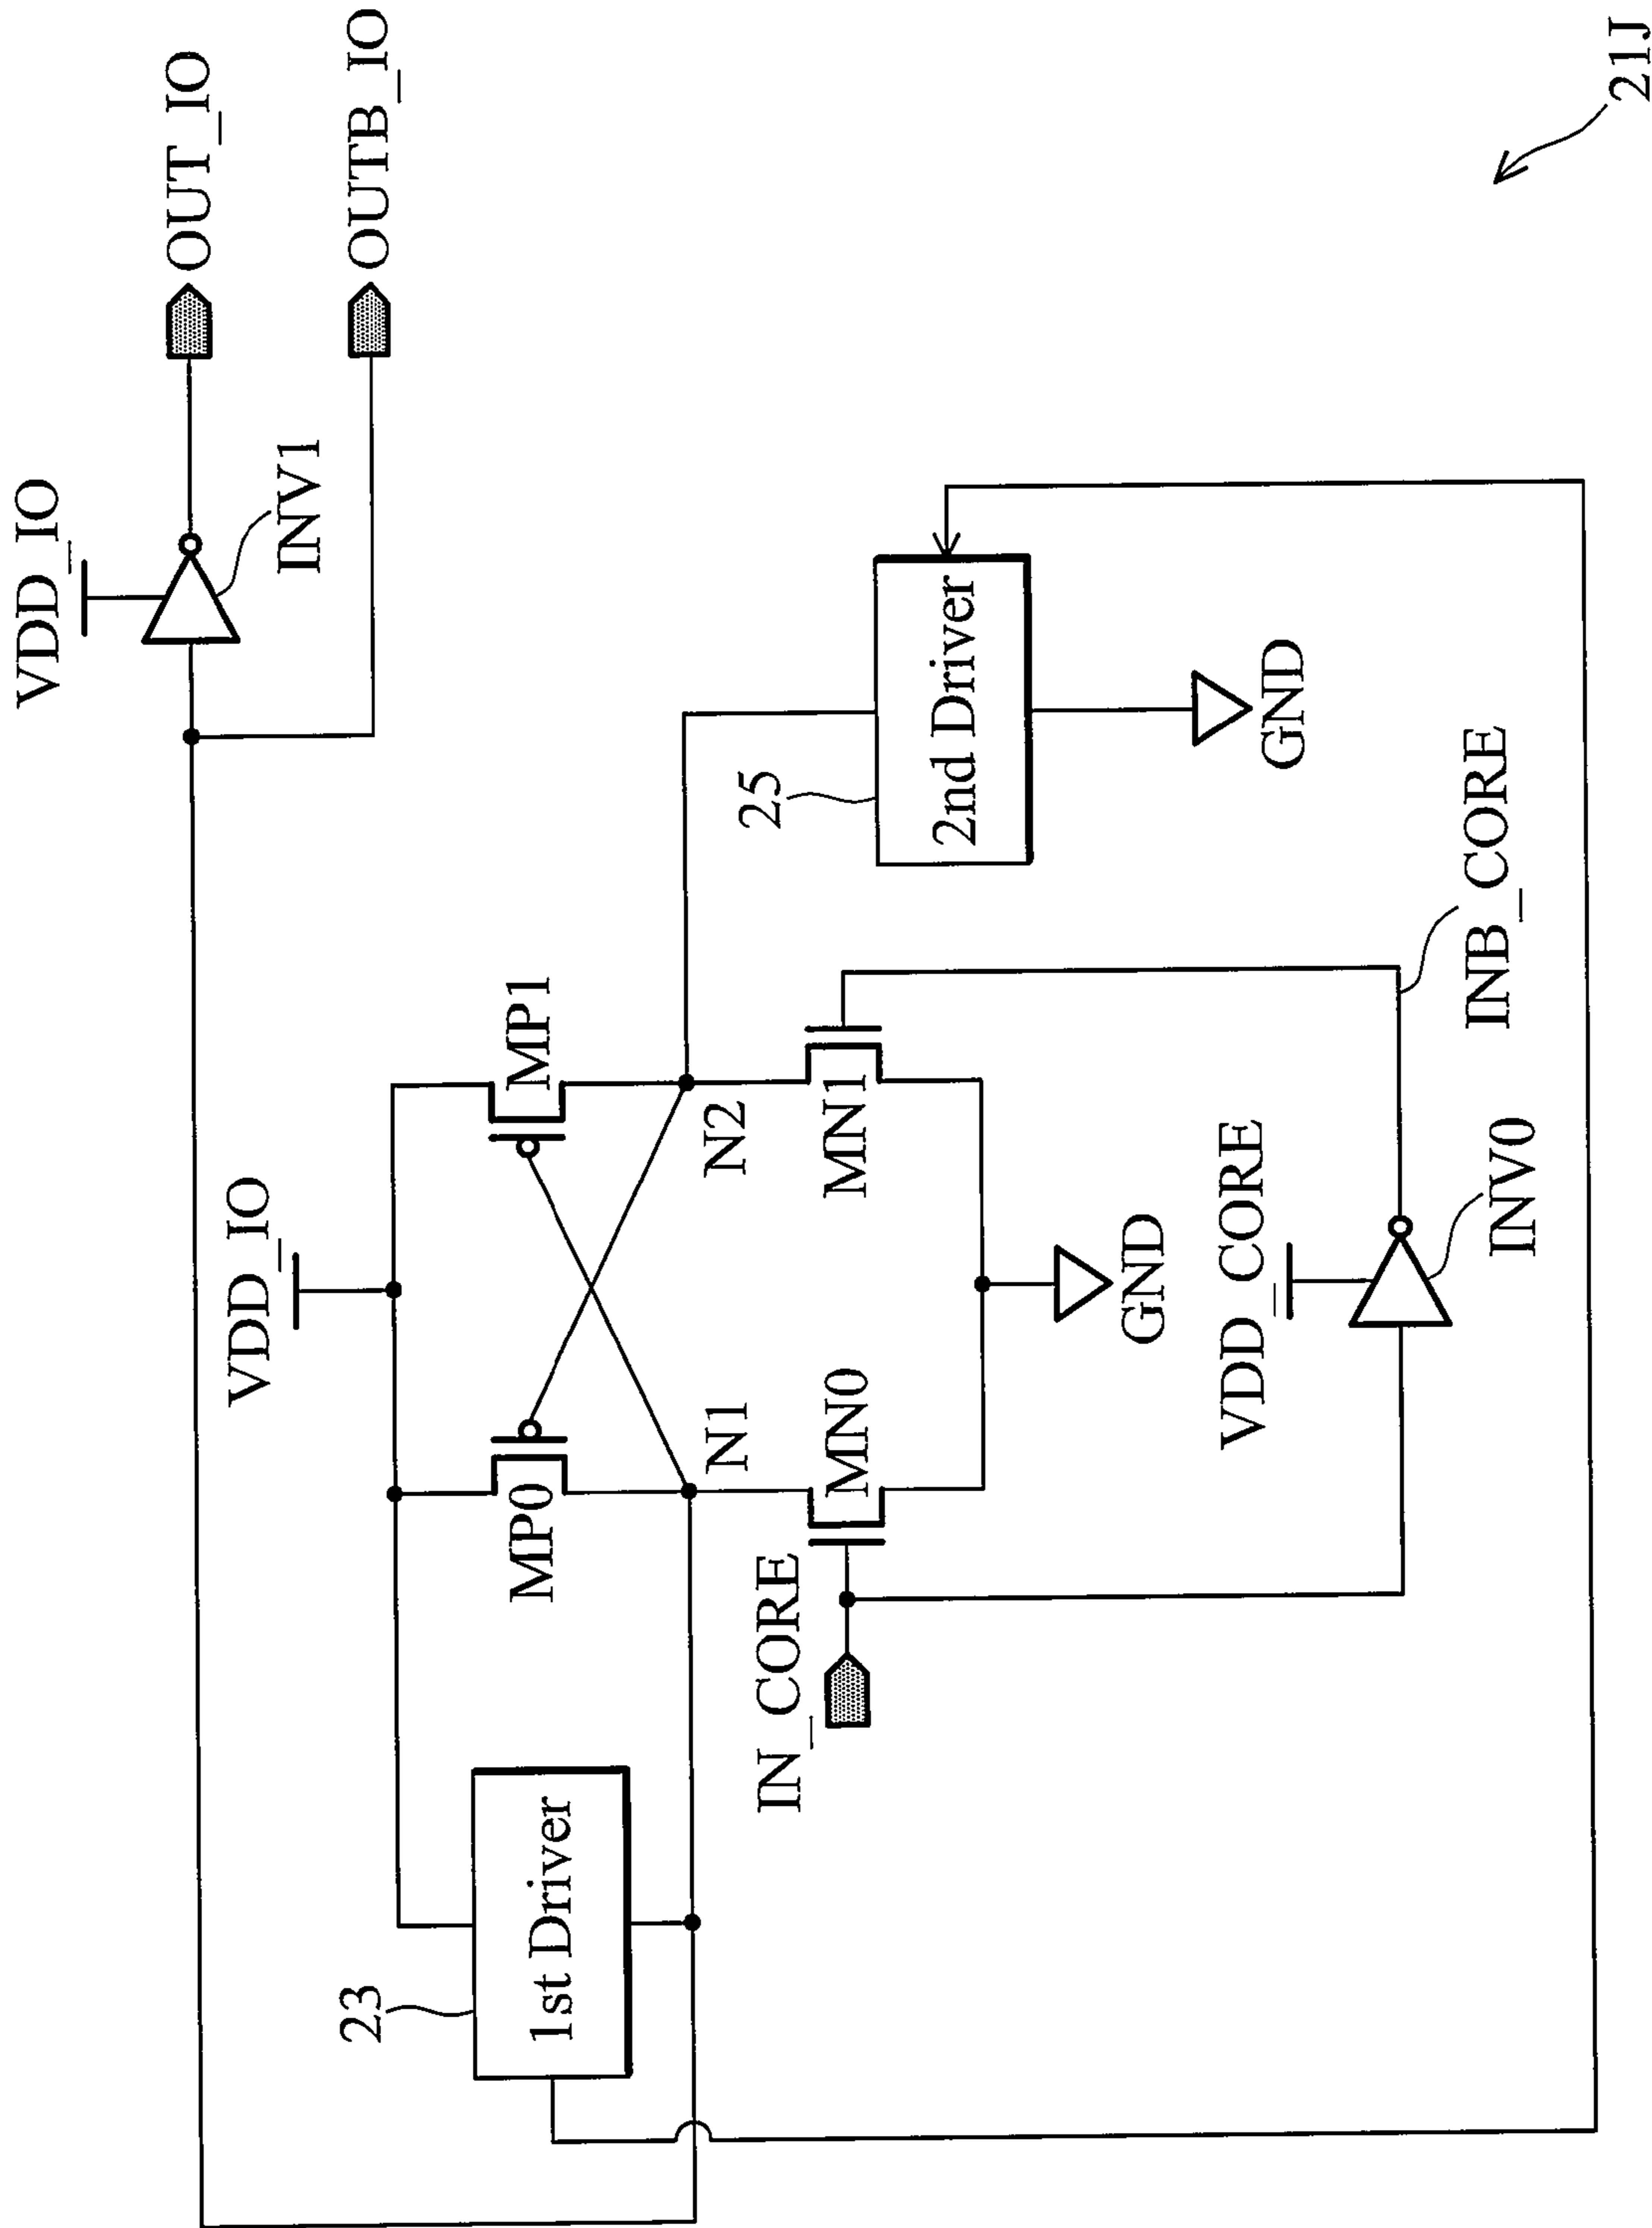 VDD_IO
OUT_IO
INV1
OUTB_IO
VDD_IO
23
1st Driver
MP0
MP1
N1
N2
25
2nd Driver
IN_CORE
MN0
MN1
GND
GND
VDD_CORE
INV0
INB_CORE
21J